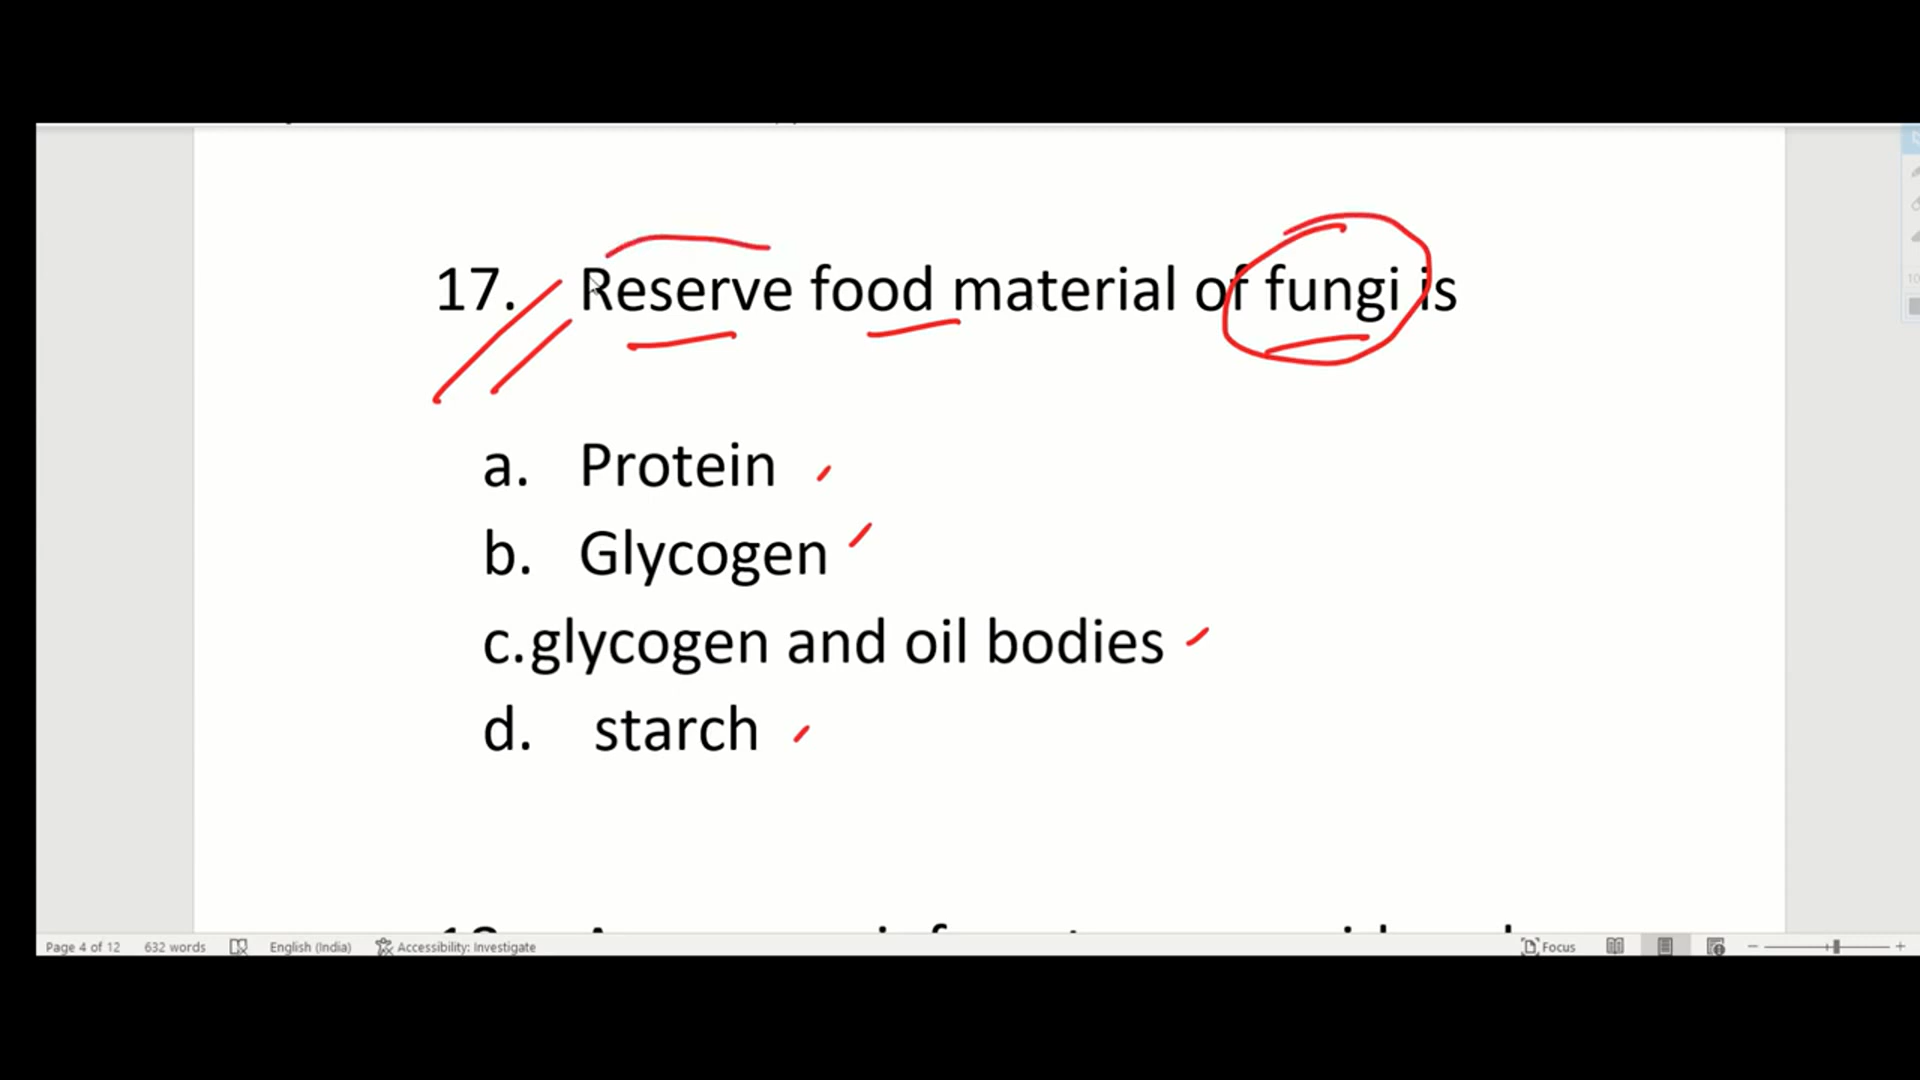 17. Reserve food material of fungi is
a. Protein
b. Glycogen
c.glycogen and oil bodies
d. starch
Page 4 of 12 632 words English (India) Accessibility: Investigate Focus